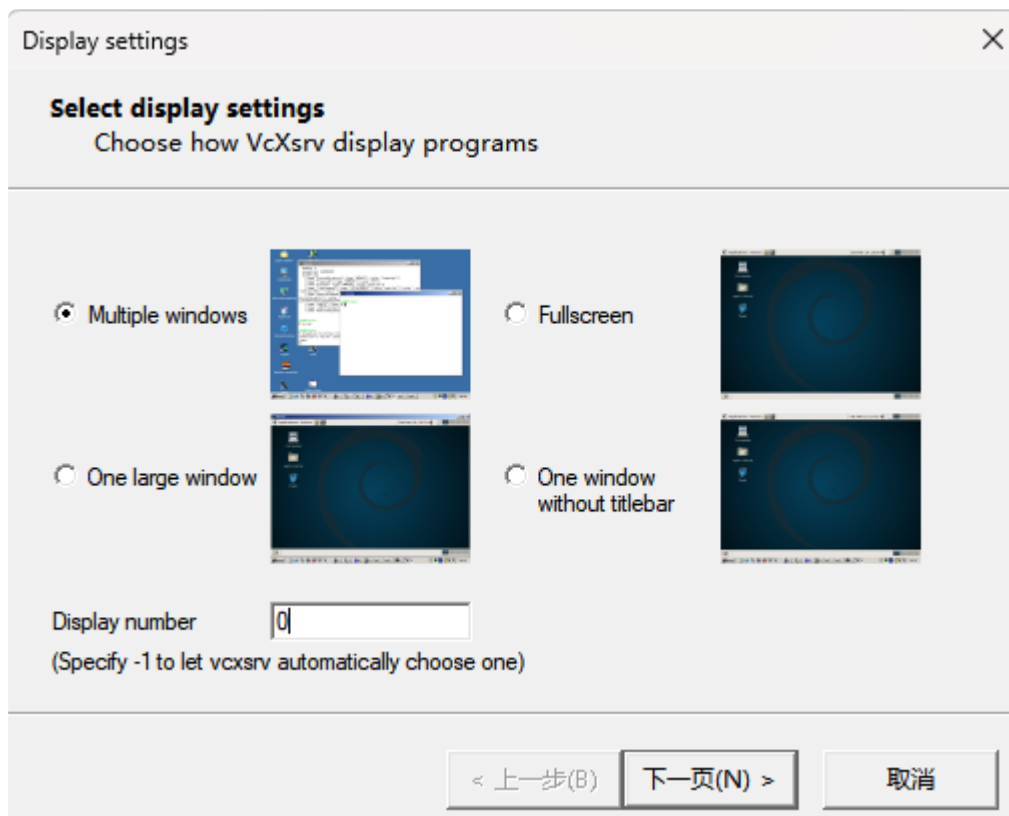 Display settings
Select display settings
Choose how VcXsrv display programs
Multiple windows
Fullscreen
One large window
One window
without titlebar
Display number
0
(Specify -1 to let vcxsrv automatically choose one)
< 上一步(B)
下一页(N) >
取消